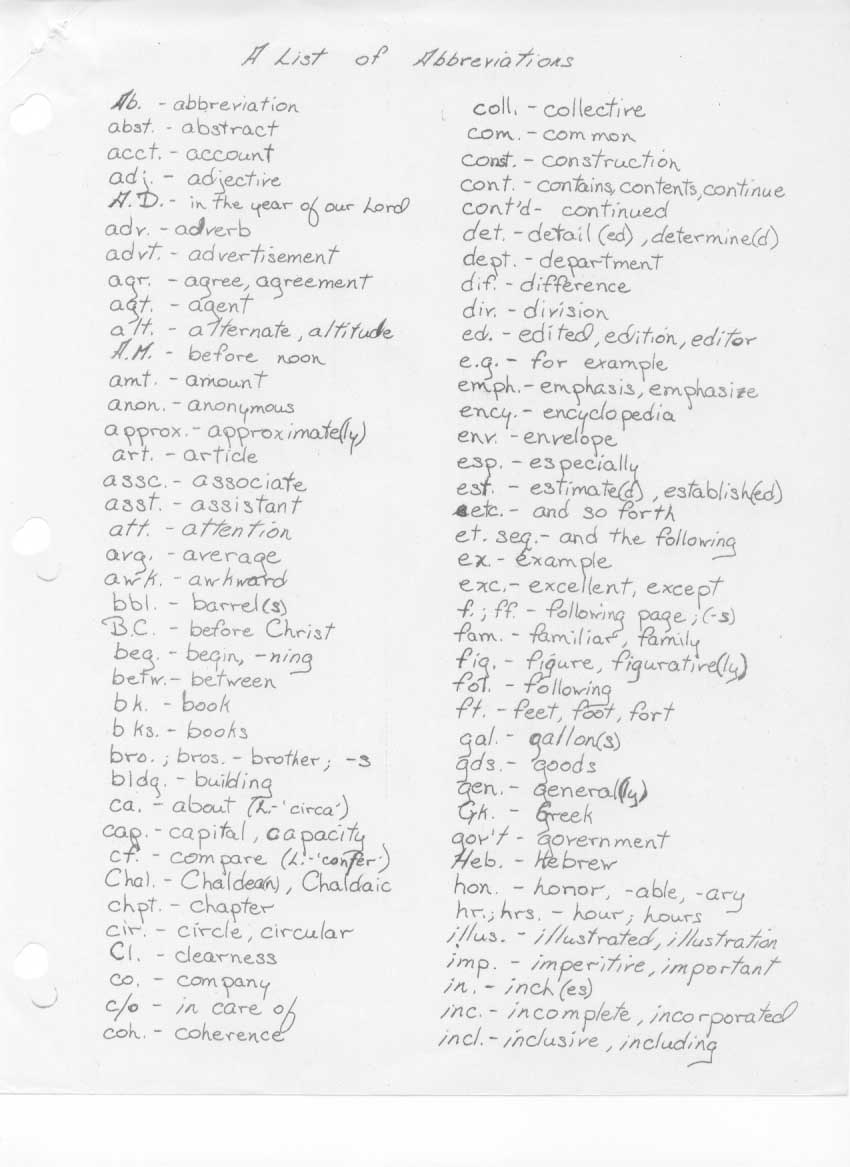 A List of Abbreviations
Ab. - abbreviation
abst. - abstract
acct. - account
adj. - adjective
A.D. - in the year of our Lord
adv. - adverb
advt. - advertisement
agr. - agree, agreement
agt. - agent
alt. - alternate, altitude
A.M. - before noon
amt. - amount
anon. - anonymous
approx. - approximate(ly)
art. - article
assc. - associate
asst. - assistant
att. - attention
avg. - average
awk. - awkward
bbl. - barrel(s)
B.C. - before Christ
beg. - begin, -ning
betw. - between
bk. - book
bks. - books
bro.; bros. - brother; -s
bldg. - building
ca. - about (L.-'circa')
cap. - capital, capacity
cf. - compare (L.-'confer')
Chal. - Chaldea(n), Chaldaic
chpt. - chapter
cir. - circle, circular
Cl. - clearness
co. - company
c/o - in care of
coh. - coherence
coll. - collective
com. - common
const. - construction
cont. - contains, contents, continue
cont'd - continued
det. - detail (ed), determine(d)
dept. - department
dif. - difference
div. - division
ed. - edited, edition, editor
e.g. - for example
emph. - emphasis, emphasize
ency. - encyclopedia
env. - envelope
esp. - especially
est. - estimate(d), establish(ed)
etc. - and so forth
et. seq. - and the following
ex. - example
exc. - excellent, except
f.; ff. - following page; (-s)
fam. - familiar, family
fig. - figure, figurative(ly)
fol. - following
ft. - feet, foot, fort
gal. - gallon(s)
gds. - goods
gen. - general(ly)
Gk. - Greek
gov't - government
Heb. - Hebrew
hon. - honor, -able, -ary
hr.; hrs. - hour; hours
illus. - illustrated, illustration
imp. - imperitire, important
in. - inch (es)
inc. - incomplete, incorporated
incl. - inclusive, including